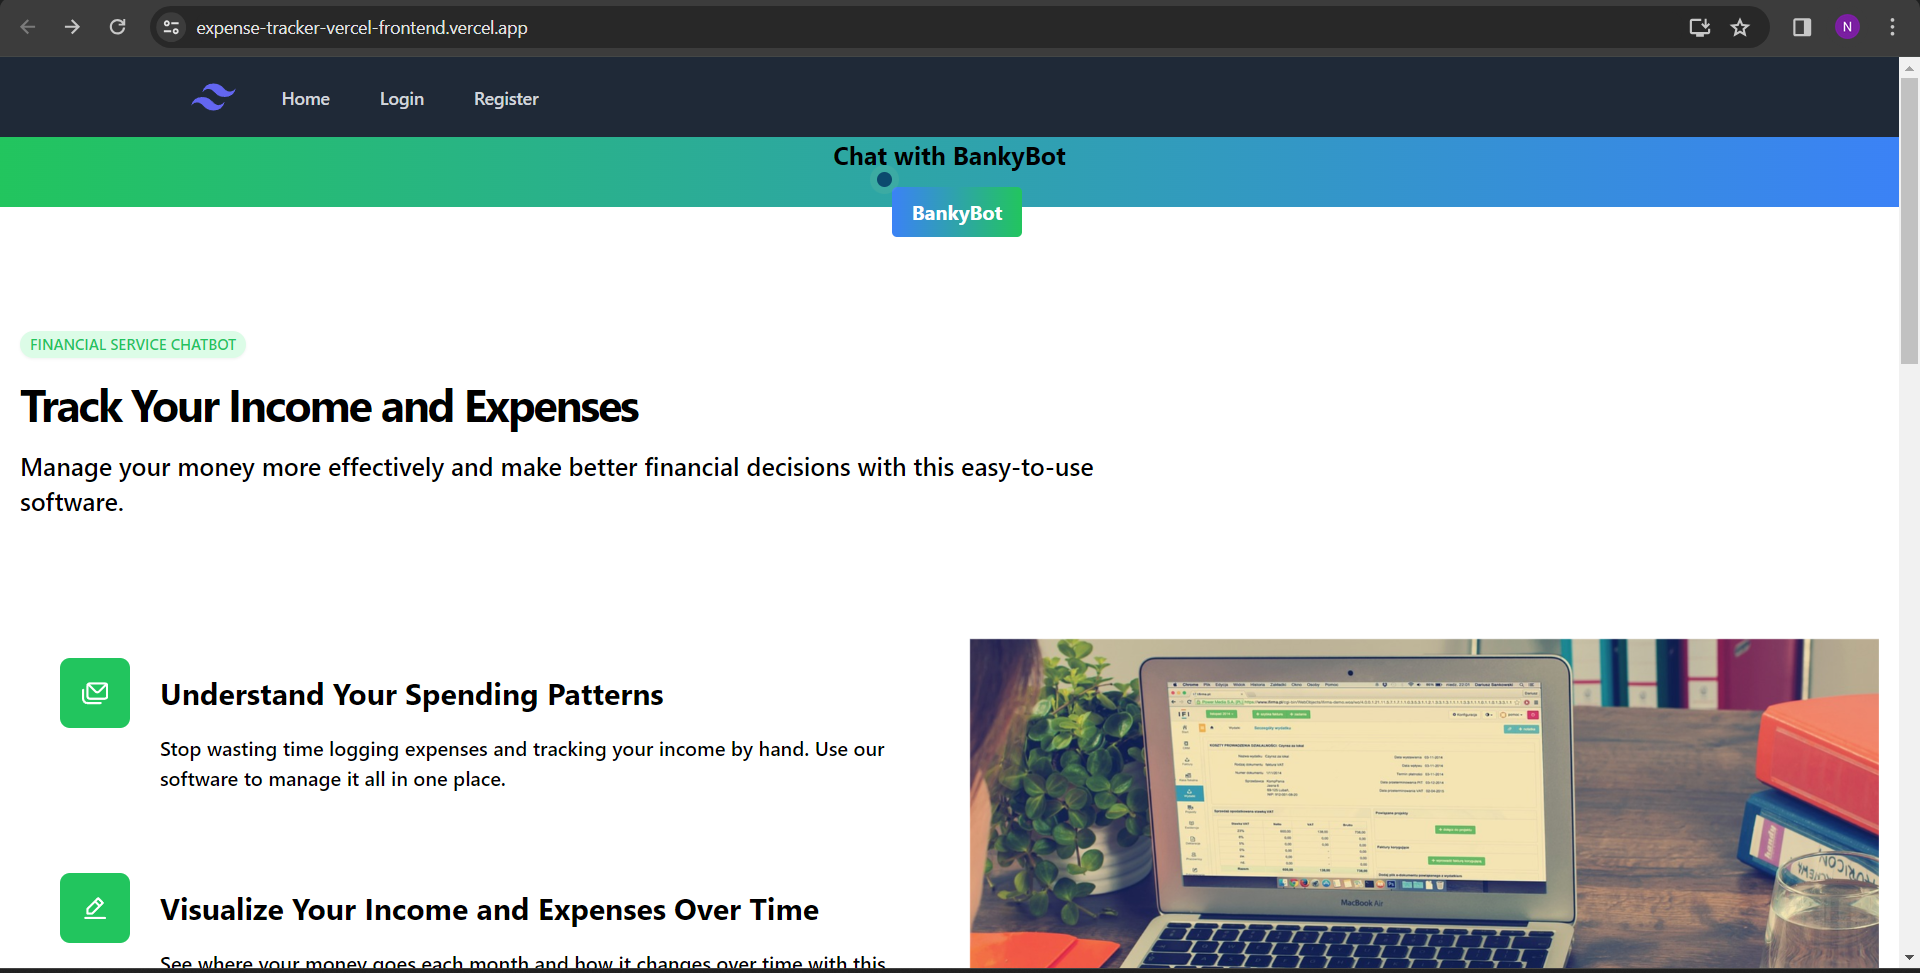 expense-tracker-vercel-frontend.vercel.app
N
Home
Login
Register
Chat with BankyBot
BankyBot
FINANCIAL SERVICE CHATBOT
Track Your Income and Expenses
Manage your money more effectively and make better financial decisions with this easy-to-use
software.
Understand Your Spending Patterns
Stop wasting time logging expenses and tracking your income by hand. Use our
software to manage it all in one place.
Visualize Your Income and Expenses Over Time
See where your money goes each month and how it changes over time with this
MacBook Air